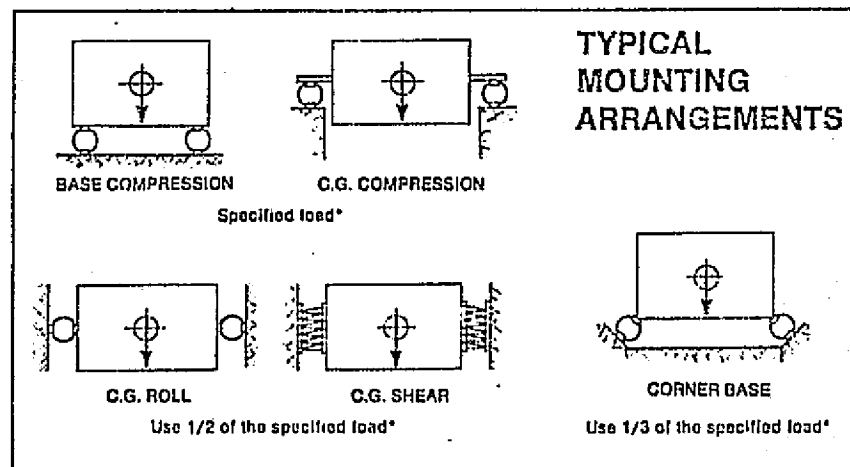 TYPICAL
MOUNTING
ARRANGEMENTS
BASE COMPRESSION
C.G. COMPRESSION
Specified load*
C.G. ROLL
C.G. SHEAR
Use 1/2 of the specified load*
CORNER BASE
Use 1/3 of the specified load*